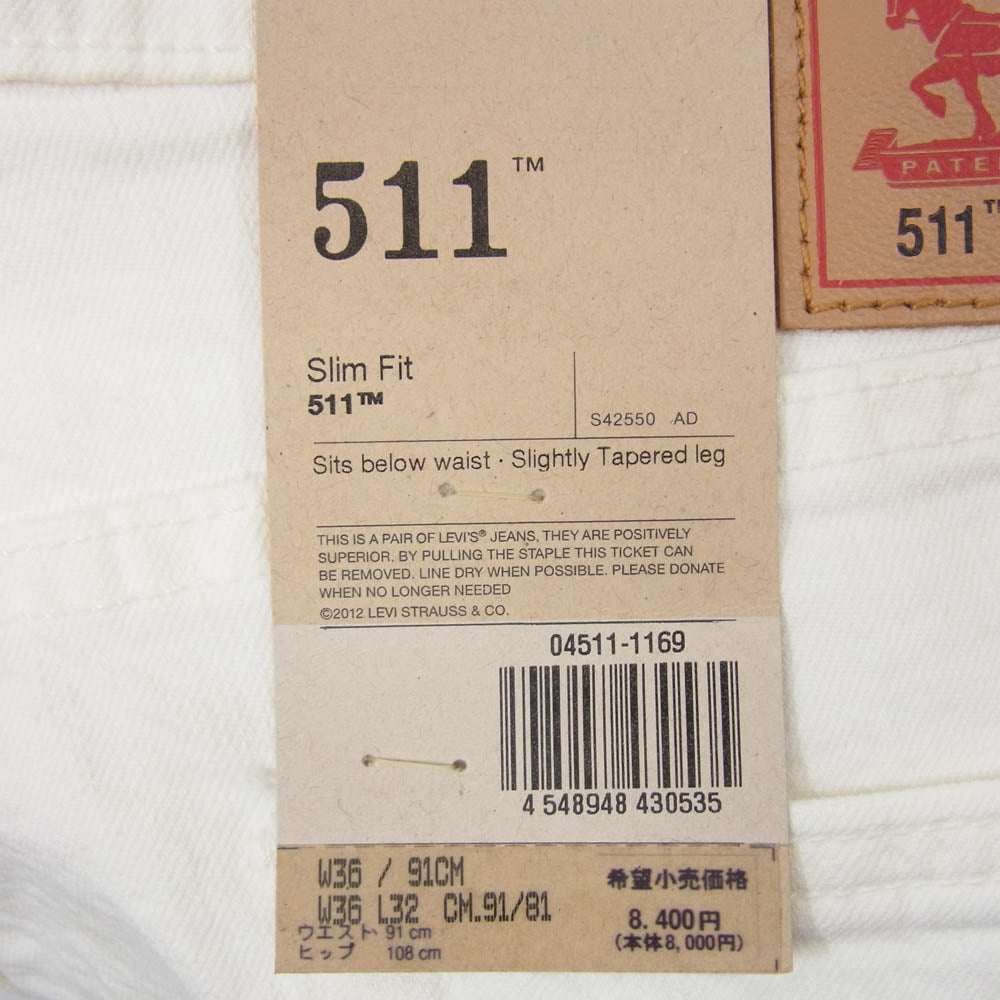 511™
Slim Fit
511™
S42550 AD
Sits below waist · Slightly Tapered leg
THIS IS A PAIR OF LEVI'S® JEANS, THEY ARE POSITIVELY
SUPERIOR. BY PULLING THE STAPLE THIS TICKET CAN
BE REMOVED. LINE DRY WHEN POSSIBLE. PLEASE DONATE
WHEN NO LONGER NEEDED
©2012 LEVI STRAUSS & CO.
04511-1169
4 548948 430535
W36 / 91CM
W36 L32 CM.91/81
ウエスト 91 cm
ヒップ 108 cm
希望小売価格
8.400円
(本体8,000円)
PATE
511™